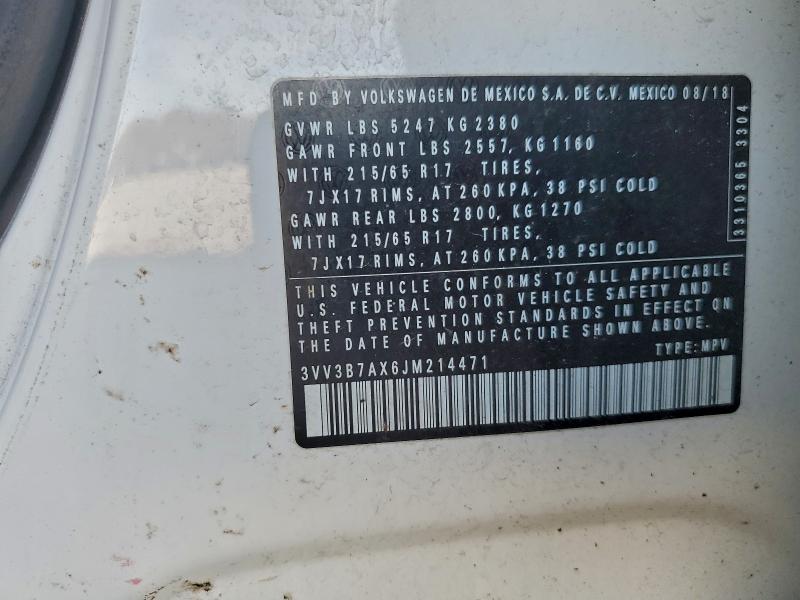 MFD BY VOLKSWAGEN DE MEXICO S.A. DE C.V. MEXICO 08/18
GVWR LBS 5247 KG 2380
GAWR FRONT LBS 2557, KG 1160
WITH 215/65 R17 TIRES,
7JX17 RIMS, AT 260 KPA, 38 PSI COLD
GAWR REAR LBS 2800, KG 1270
WITH 215/65 R17 TIRES,
7JX17 RIMS, AT 260 KPA, 38 PSI COLD
3310365 3304
THIS VEHICLE CONFORMS TO ALL APPLICABLE
U.S. FEDERAL MOTOR VEHICLE SAFETY AND
THEFT PREVENTION STANDARDS IN EFFECT ON
THE DATE OF MANUFACTURE SHOWN ABOVE.
TYPE: MPV
3VV3B7AX6JM214471